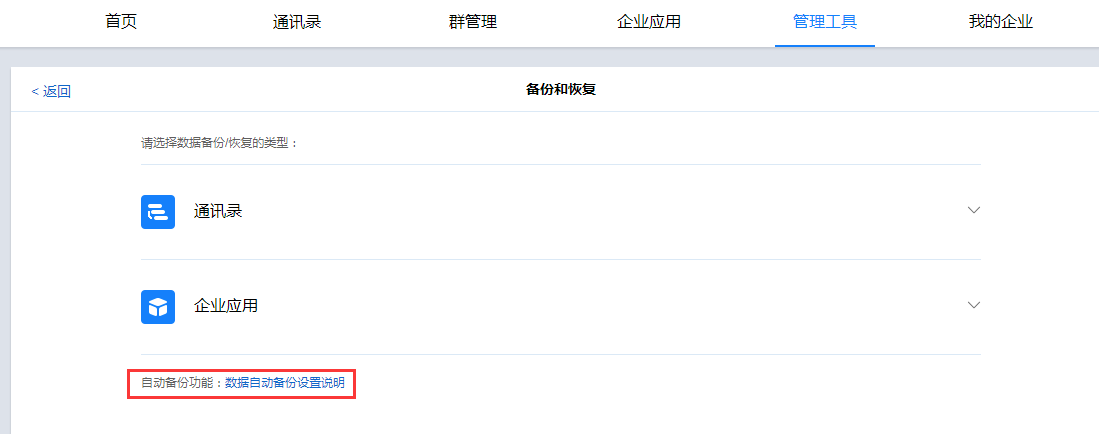 首页 通讯录 群管理 企业应用 管理工具 我的企业
< 返回 备份和恢复
请选择数据备份/恢复的类型：
通讯录
企业应用
自动备份功能：数据自动备份设置说明